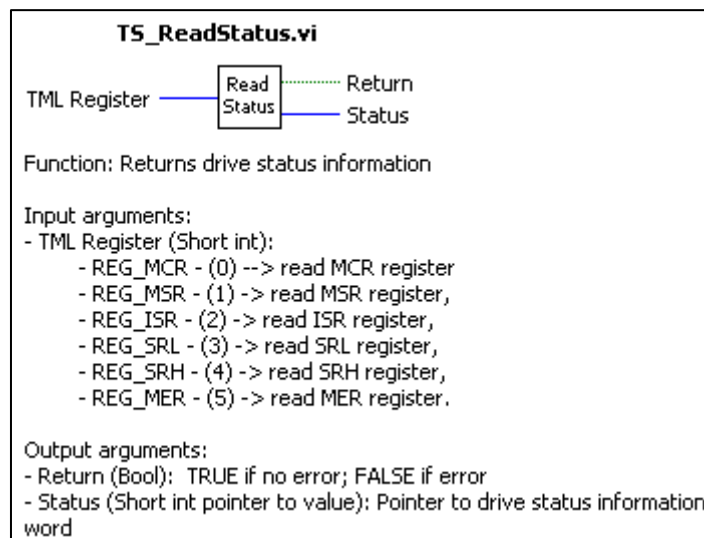 TS_ReadStatus.vi
TML Register
Read
Status
Return
Status
Function: Returns drive status information
Input arguments:
- TML Register (Short int):
- REG_MCR - (0) --> read MCR register
- REG_MSR - (1) -> read MSR register,
- REG_ISR - (2) -> read ISR register,
- REG_SRL - (3) -> read SRL register,
- REG_SRH - (4) -> read SRH register,
- REG_MER - (5) -> read MER register.
Output arguments:
- Return (Bool):  TRUE if no error; FALSE if error
- Status (Short int pointer to value): Pointer to drive status information
word